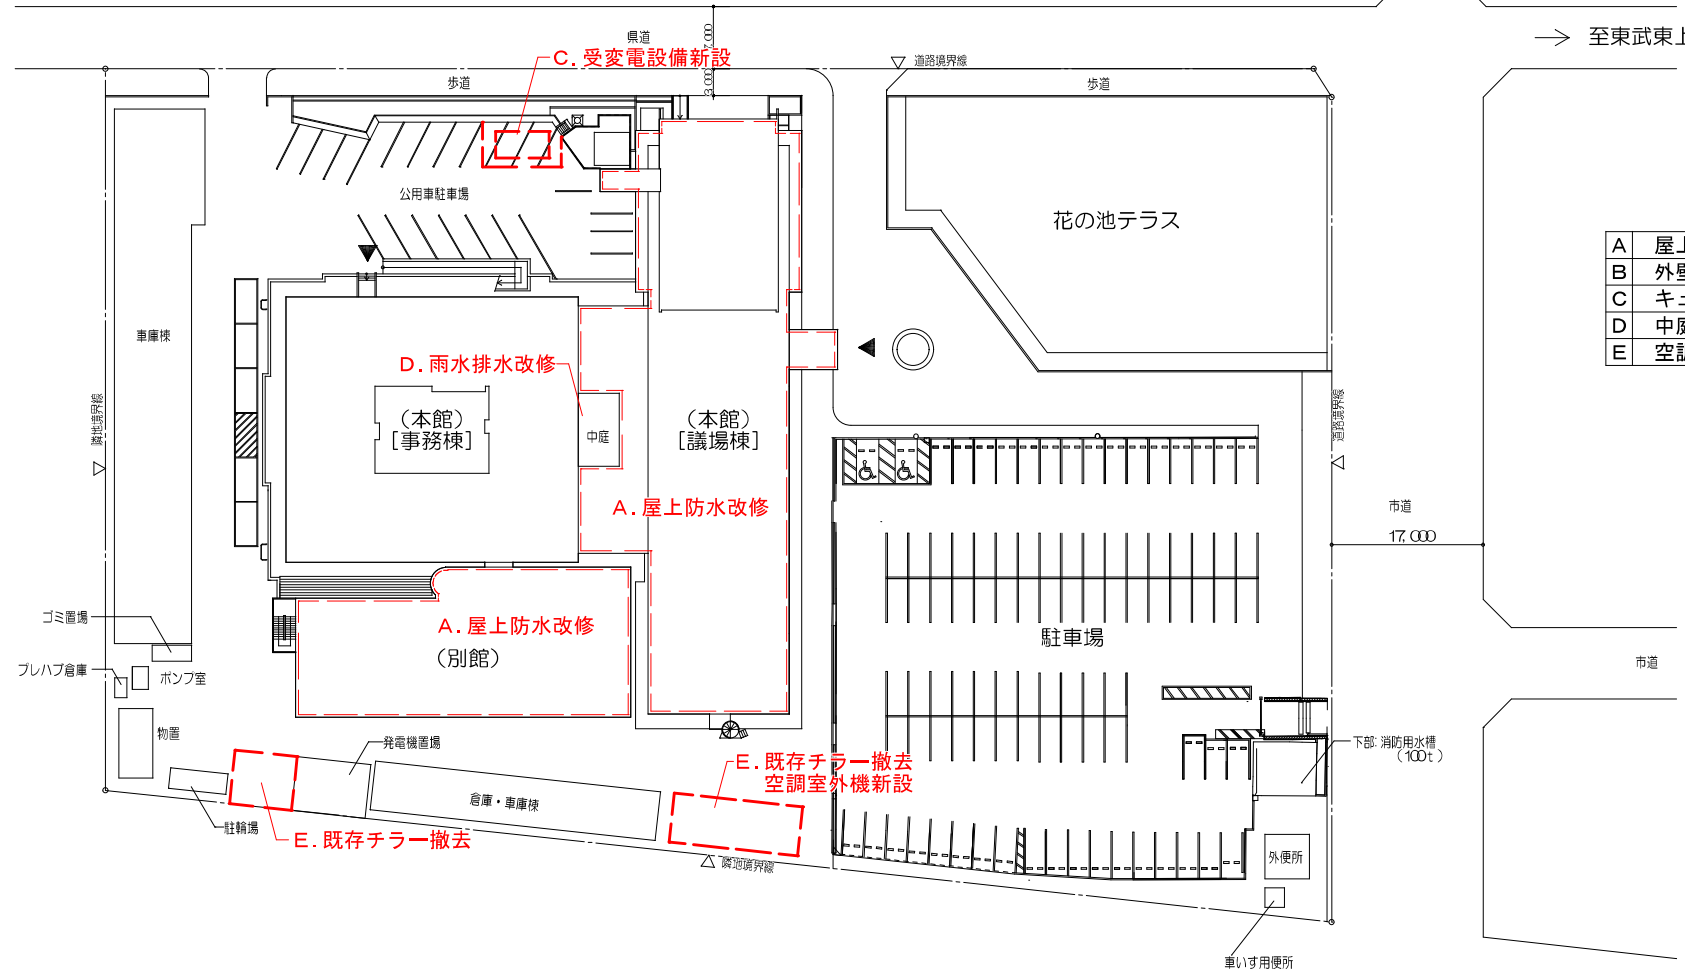 県道
7,000
→ 至東武東上
C. 受変電設備新設
道路境界線
歩道
3,000
歩道
公用車駐車場
花の池テラス
A 屋上
B 外壁
C キュ
D 中庭
E 空調
車庫棟
D. 雨水排水改修
(本館)
[事務棟]
中庭
(本館)
[議場棟]
隣地境界線
道路境界線
A. 屋上防水改修
市道
17,000
ゴミ置場
A. 屋上防水改修
(別館)
駐車場
プレハブ倉庫
ポンプ室
市道
物置
発電機置場
E. 既存チラー撤去
空調室外機新設
下部:消防用水槽
(100t)
倉庫・車庫棟
駐輪場
E. 既存チラー撤去
隣地境界線
外便所
車いす用便所